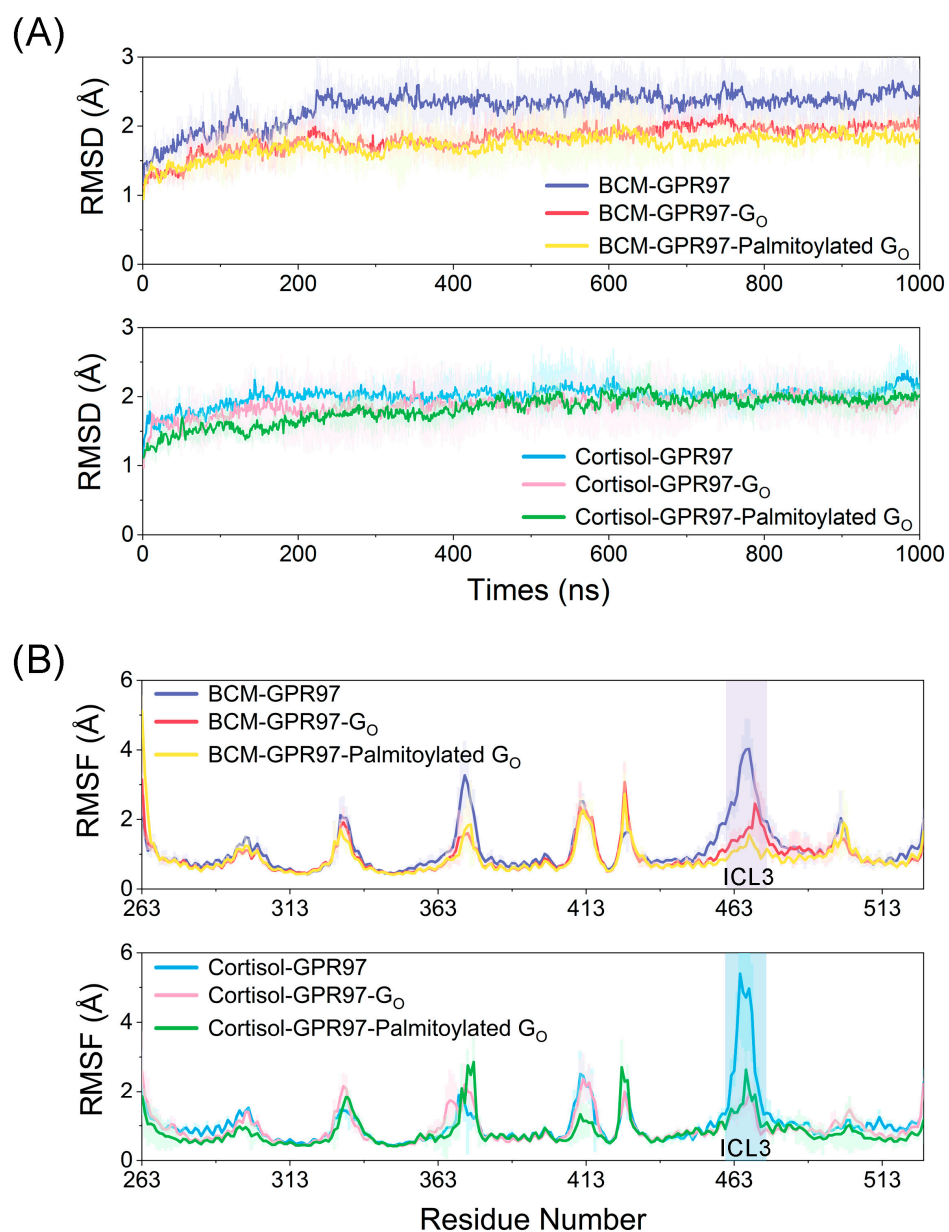 (A)
3
2
1
0
RMSD (Å)
BCM-GPR97
BCM-GPR97-GO
BCM-GPR97-Palmitoylated GO
0
200
400
600
800
1000
3
2
1
0
RMSD (Å)
Cortisol-GPR97
Cortisol-GPR97-GO
Cortisol-GPR97-Palmitoylated GO
0
200
400
600
800
1000
Times (ns)
(B)
6
4
2
0
RMSF (Å)
BCM-GPR97
BCM-GPR97-GO
BCM-GPR97-Palmitoylated GO
ICL3
263
313
363
413
463
513
6
4
2
0
RMSF (Å)
Cortisol-GPR97
Cortisol-GPR97-GO
Cortisol-GPR97-Palmitoylated GO
ICL3
263
313
363
413
463
513
Residue Number